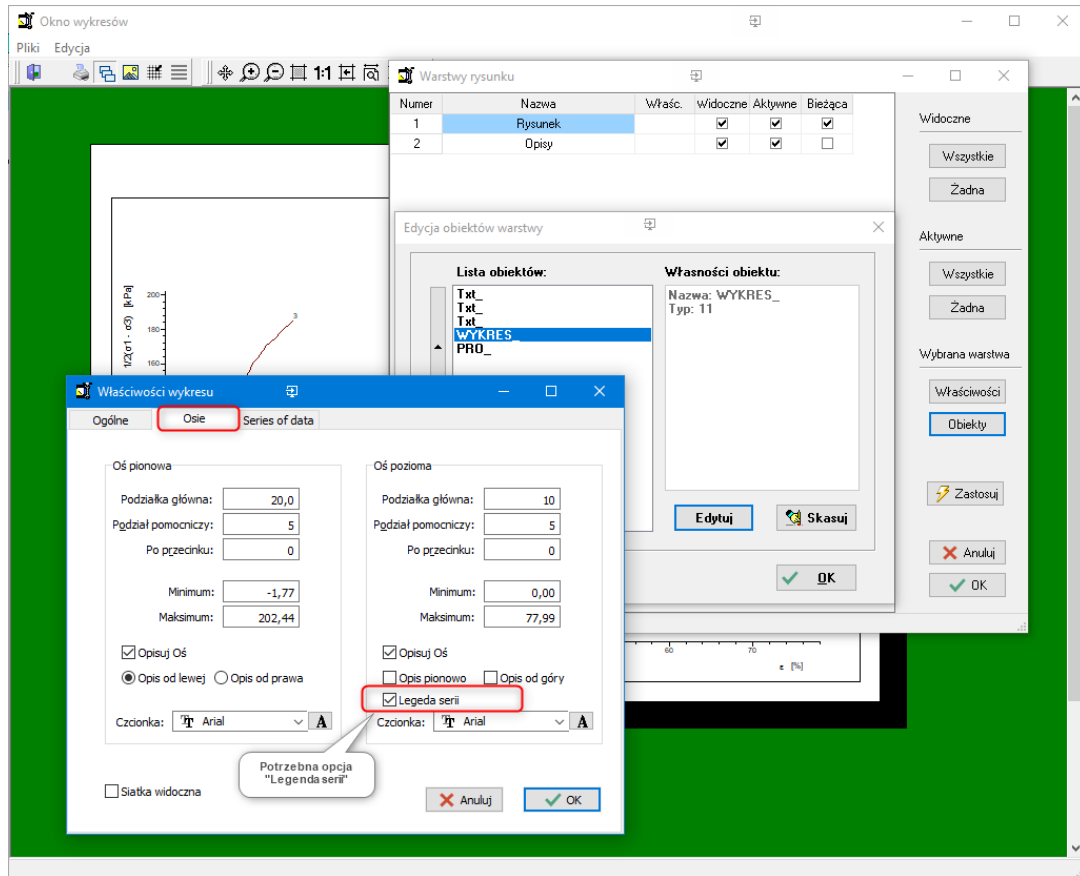 Okno wykresów
Pliki Edycja
1:1
Warstwy rysunku
Numer Nazwa Właśc. Widoczne Aktywne Bieżąca
1 Rysunek
2 Opisy
Widoczne
Wszystkie
Żadna
Aktywne
Wszystkie
Żadna
Wybrana warstwa
Właściwości
Obiekty
Zastosuj
Anuluj
OK
Edycja obiektów warstwy
Lista obiektów: Własności obiektu:
Txt_
Txt_
Txt_
WYKRES_
PRO_
Nazwa: WYKRES_
Typ: 11
Edytuj Skasuj
OK
1/2(σ1 - σ3) [kPa]
200
180
160
3
60 70
ε [%]
Właściwości wykresu
Ogólne Osie Series of data
Oś pionowa
Podziałka główna: 20,0
Podział pomocniczy: 5
Po przecinku: 0
Minimum: -1,77
Maksimum: 202,44
Opisuj Oś
Opis od lewej Opis od prawa
Czcionka: Arial A
Oś pozioma
Podziałka główna: 10
Podział pomocniczy: 5
Po przecinku: 0
Minimum: 0,00
Maksimum: 77,99
Opisuj Oś
Opis pionowo Opis od góry
Legeda serii
Czcionka: Arial A
Potrzebna opcja
"Legenda serii"
Siatka widoczna
Anuluj OK